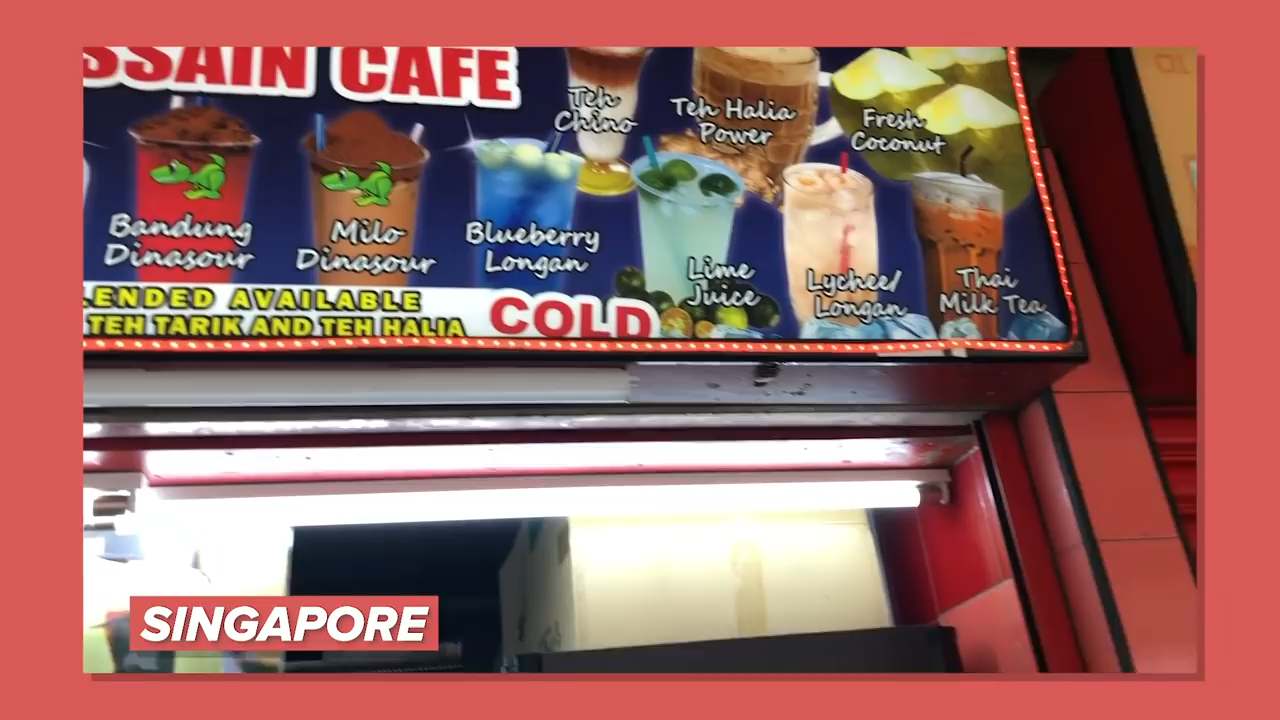 SSAIN CAFE
Teh
Chino
Teh Halia
Power
Fresh
Coconut
Bandung
Dinasour
Milo
Dinasour
Blueberry
Longan
Lime
Juice
Lychee/
Longan
Thai
Milk Tea
LENDED AVAILABLE
TEH TARIK AND TEH HALIA
COLD
SINGAPORE